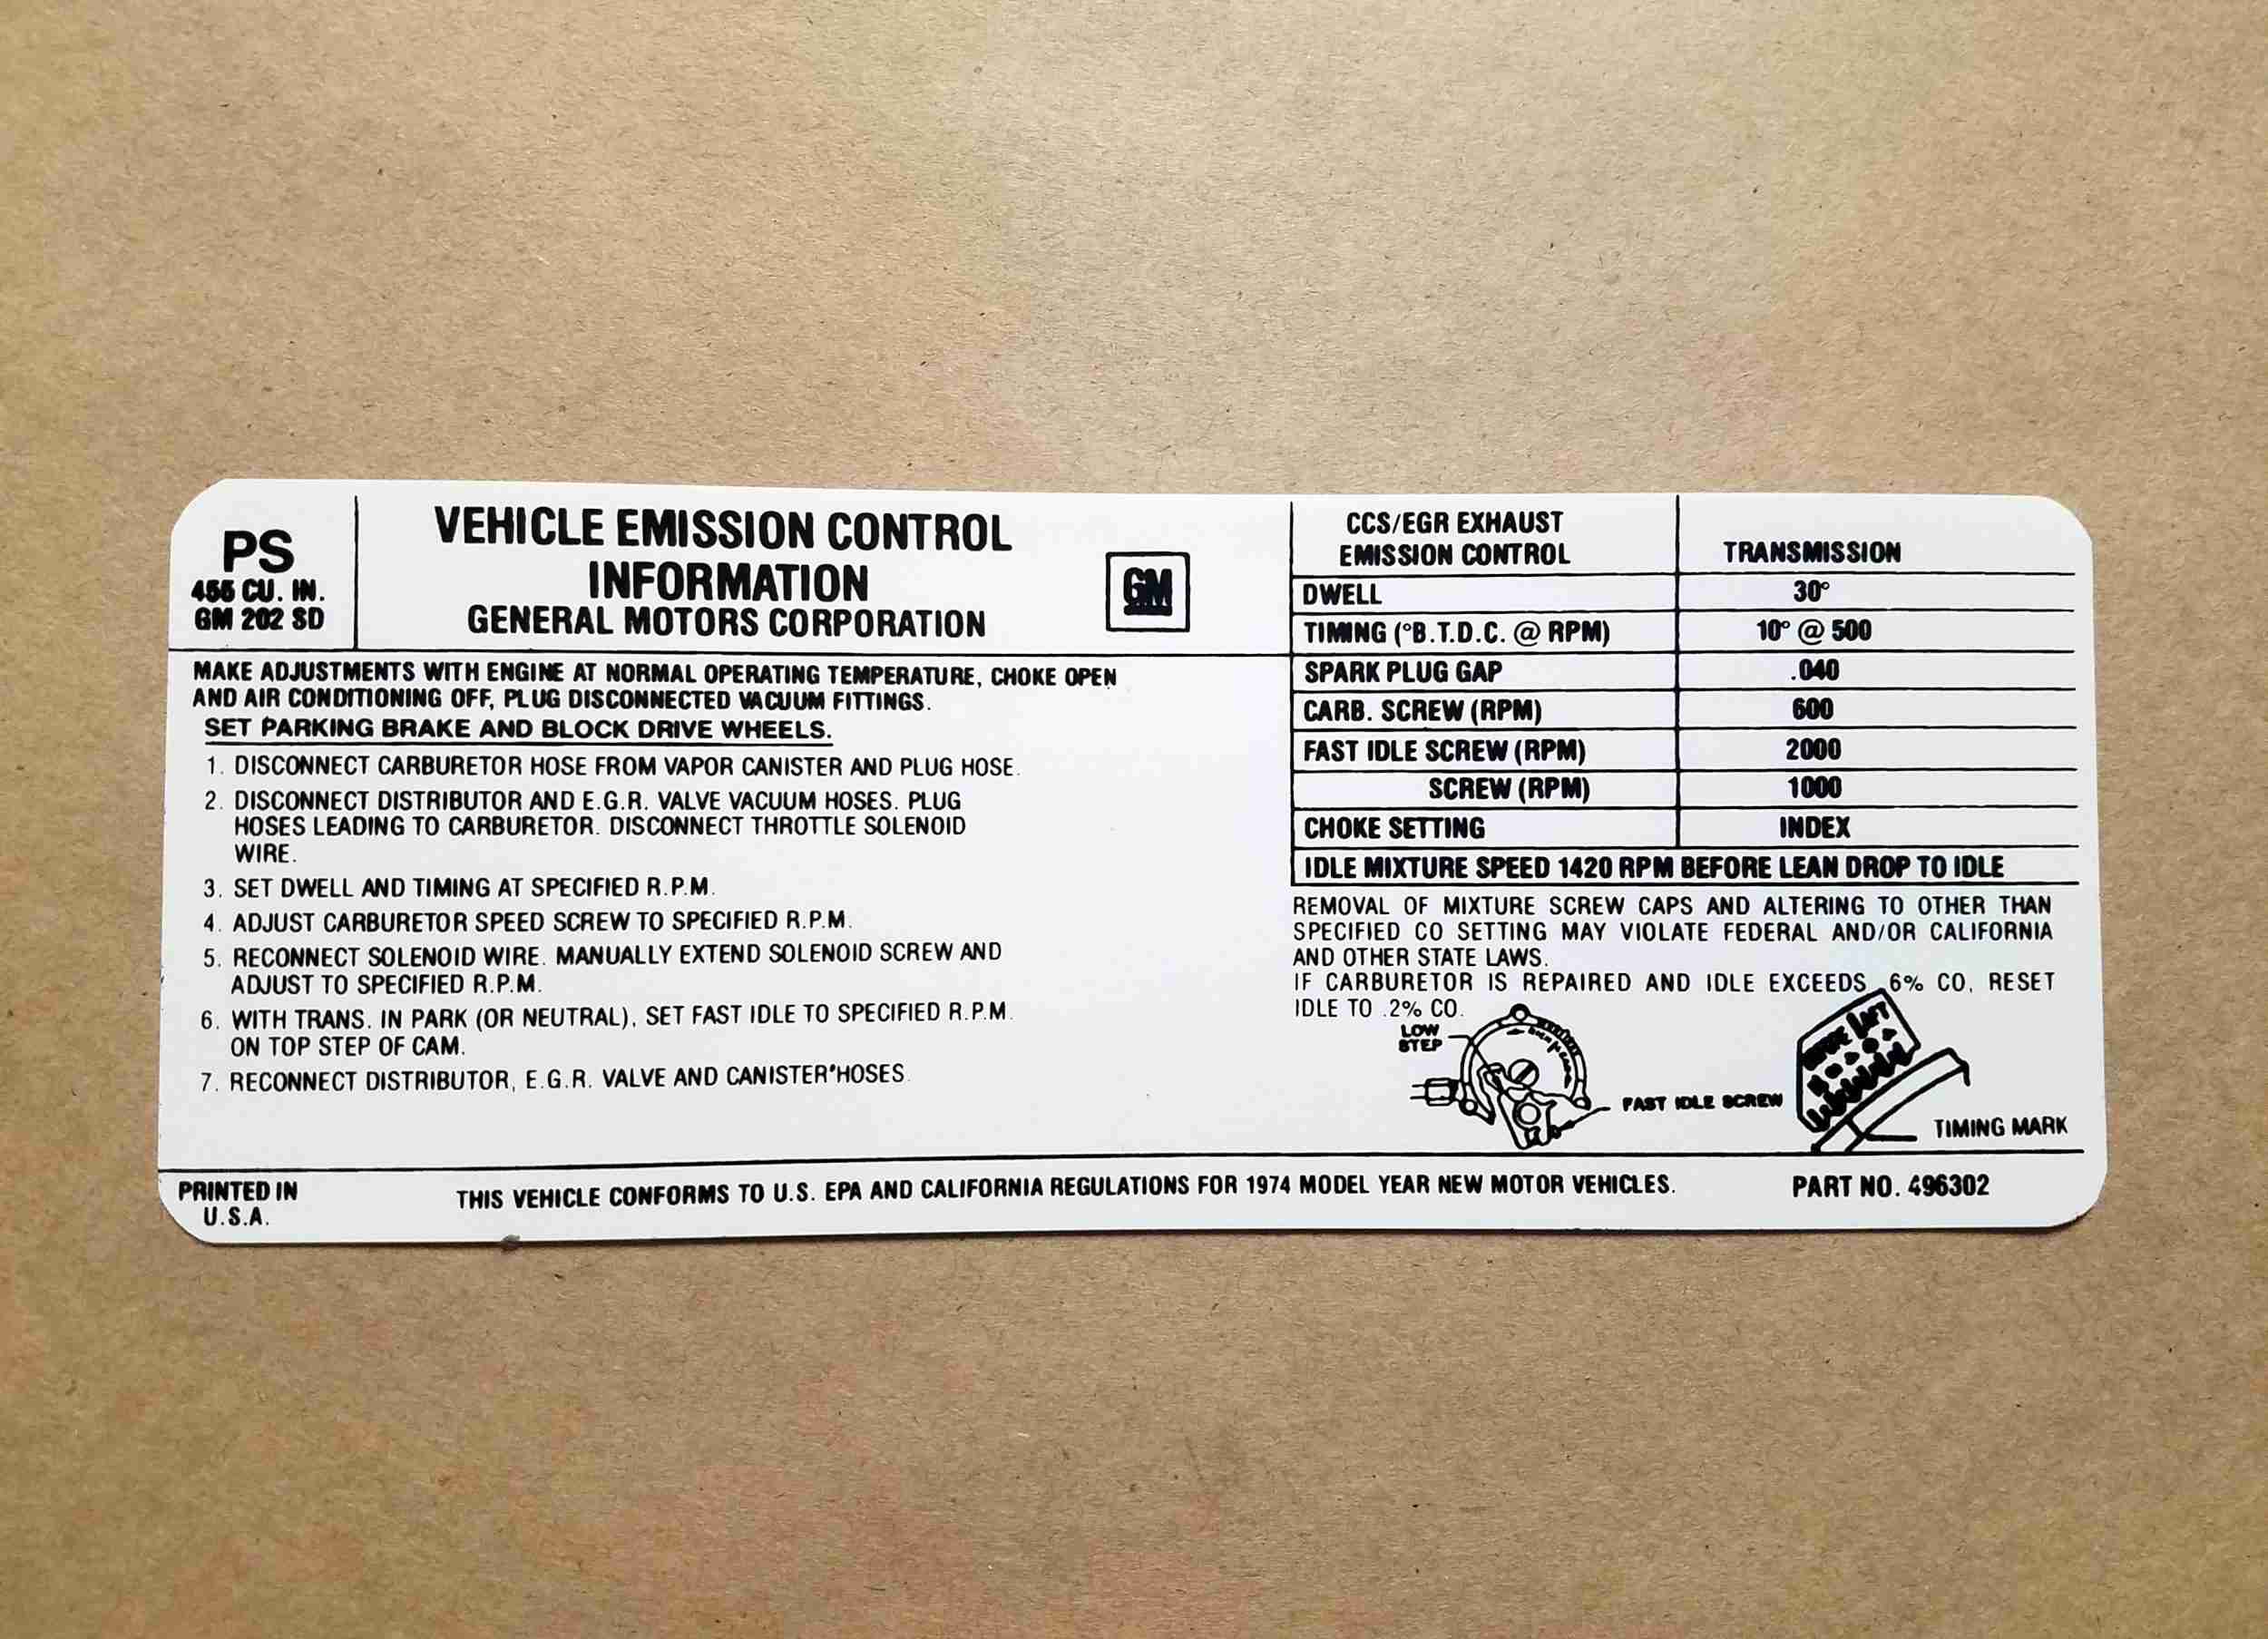 PS
455 CU. IN.
GM 202 SD
VEHICLE EMISSION CONTROL
INFORMATION
GENERAL MOTORS CORPORATION
GM
MAKE ADJUSTMENTS WITH ENGINE AT NORMAL OPERATING TEMPERATURE, CHOKE OPEN
AND AIR CONDITIONING OFF, PLUG DISCONNECTED VACUUM FITTINGS.
SET PARKING BRAKE AND BLOCK DRIVE WHEELS.
1. DISCONNECT CARBURETOR HOSE FROM VAPOR CANISTER AND PLUG HOSE.
2. DISCONNECT DISTRIBUTOR AND E.G.R. VALVE VACUUM HOSES. PLUG
HOSES LEADING TO CARBURETOR. DISCONNECT THROTTLE SOLENOID
WIRE.
3. SET DWELL AND TIMING AT SPECIFIED R.P.M.
4. ADJUST CARBURETOR SPEED SCREW TO SPECIFIED R.P.M.
5. RECONNECT SOLENOID WIRE. MANUALLY EXTEND SOLENOID SCREW AND
ADJUST TO SPECIFIED R.P.M.
6. WITH TRANS. IN PARK (OR NEUTRAL), SET FAST IDLE TO SPECIFIED R.P.M.
ON TOP STEP OF CAM.
7. RECONNECT DISTRIBUTOR, E.G.R. VALVE AND CANISTER HOSES.
CCS/EGR EXHAUST
EMISSION CONTROL TRANSMISSION
DWELL 30°
TIMING (°B.T.D.C. @ RPM) 10° @ 500
SPARK PLUG GAP .040
CARB. SCREW (RPM) 600
FAST IDLE SCREW (RPM) 2000
SCREW (RPM) 1000
CHOKE SETTING INDEX
IDLE MIXTURE SPEED 1420 RPM BEFORE LEAN DROP TO IDLE
REMOVAL OF MIXTURE SCREW CAPS AND ALTERING TO OTHER THAN
SPECIFIED CO SETTING MAY VIOLATE FEDERAL AND/OR CALIFORNIA
AND OTHER STATE LAWS.
IF CARBURETOR IS REPAIRED AND IDLE EXCEEDS 6% CO, RESET
IDLE TO .2% CO.
LOW
STEP
FAST IDLE SCREW
TIMING MARK
PRINTED IN
U.S.A.
THIS VEHICLE CONFORMS TO U.S. EPA AND CALIFORNIA REGULATIONS FOR 1974 MODEL YEAR NEW MOTOR VEHICLES.
PART NO. 496302